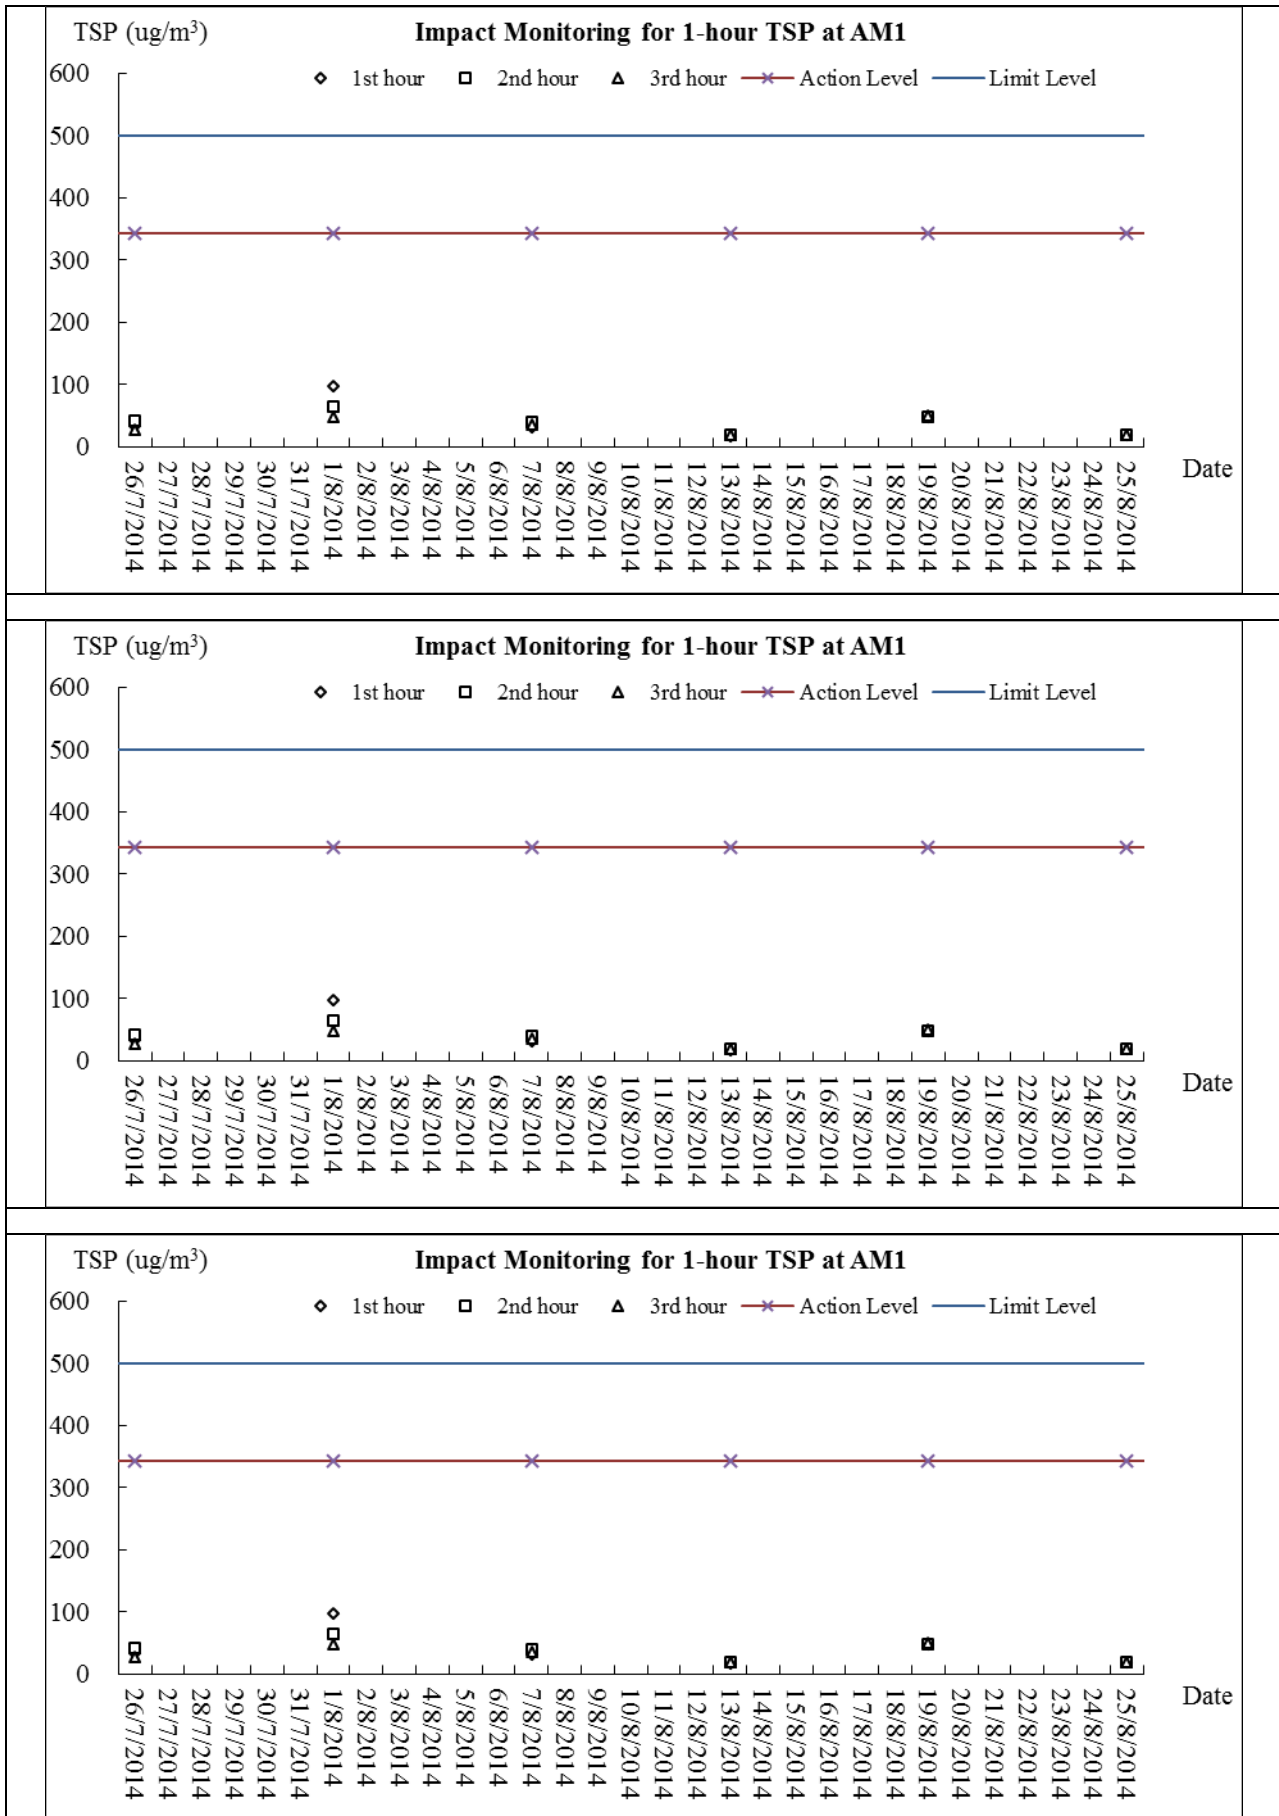 TSP (ug/m³) Impact Monitoring for 1-hour TSP at AM1
600 1st hour 2nd hour 3rd hour Action Level Limit Level
500
400
300
200
100
0
26/7/2014 27/7/2014 28/7/2014 29/7/2014 30/7/2014 31/7/2014 1/8/2014 2/8/2014 3/8/2014 4/8/2014 5/8/2014 6/8/2014 7/8/2014 8/8/2014 9/8/2014 10/8/2014 11/8/2014 12/8/2014 13/8/2014 14/8/2014 15/8/2014 16/8/2014 17/8/2014 18/8/2014 19/8/2014 20/8/2014 21/8/2014 22/8/2014 23/8/2014 24/8/2014 25/8/2014 Date
TSP (ug/m³) Impact Monitoring for 1-hour TSP at AM1
600 1st hour 2nd hour 3rd hour Action Level Limit Level
500
400
300
200
100
0
26/7/2014 27/7/2014 28/7/2014 29/7/2014 30/7/2014 31/7/2014 1/8/2014 2/8/2014 3/8/2014 4/8/2014 5/8/2014 6/8/2014 7/8/2014 8/8/2014 9/8/2014 10/8/2014 11/8/2014 12/8/2014 13/8/2014 14/8/2014 15/8/2014 16/8/2014 17/8/2014 18/8/2014 19/8/2014 20/8/2014 21/8/2014 22/8/2014 23/8/2014 24/8/2014 25/8/2014 Date
TSP (ug/m³) Impact Monitoring for 1-hour TSP at AM1
600 1st hour 2nd hour 3rd hour Action Level Limit Level
500
400
300
200
100
0
26/7/2014 27/7/2014 28/7/2014 29/7/2014 30/7/2014 31/7/2014 1/8/2014 2/8/2014 3/8/2014 4/8/2014 5/8/2014 6/8/2014 7/8/2014 8/8/2014 9/8/2014 10/8/2014 11/8/2014 12/8/2014 13/8/2014 14/8/2014 15/8/2014 16/8/2014 17/8/2014 18/8/2014 19/8/2014 20/8/2014 21/8/2014 22/8/2014 23/8/2014 24/8/2014 25/8/2014 Date